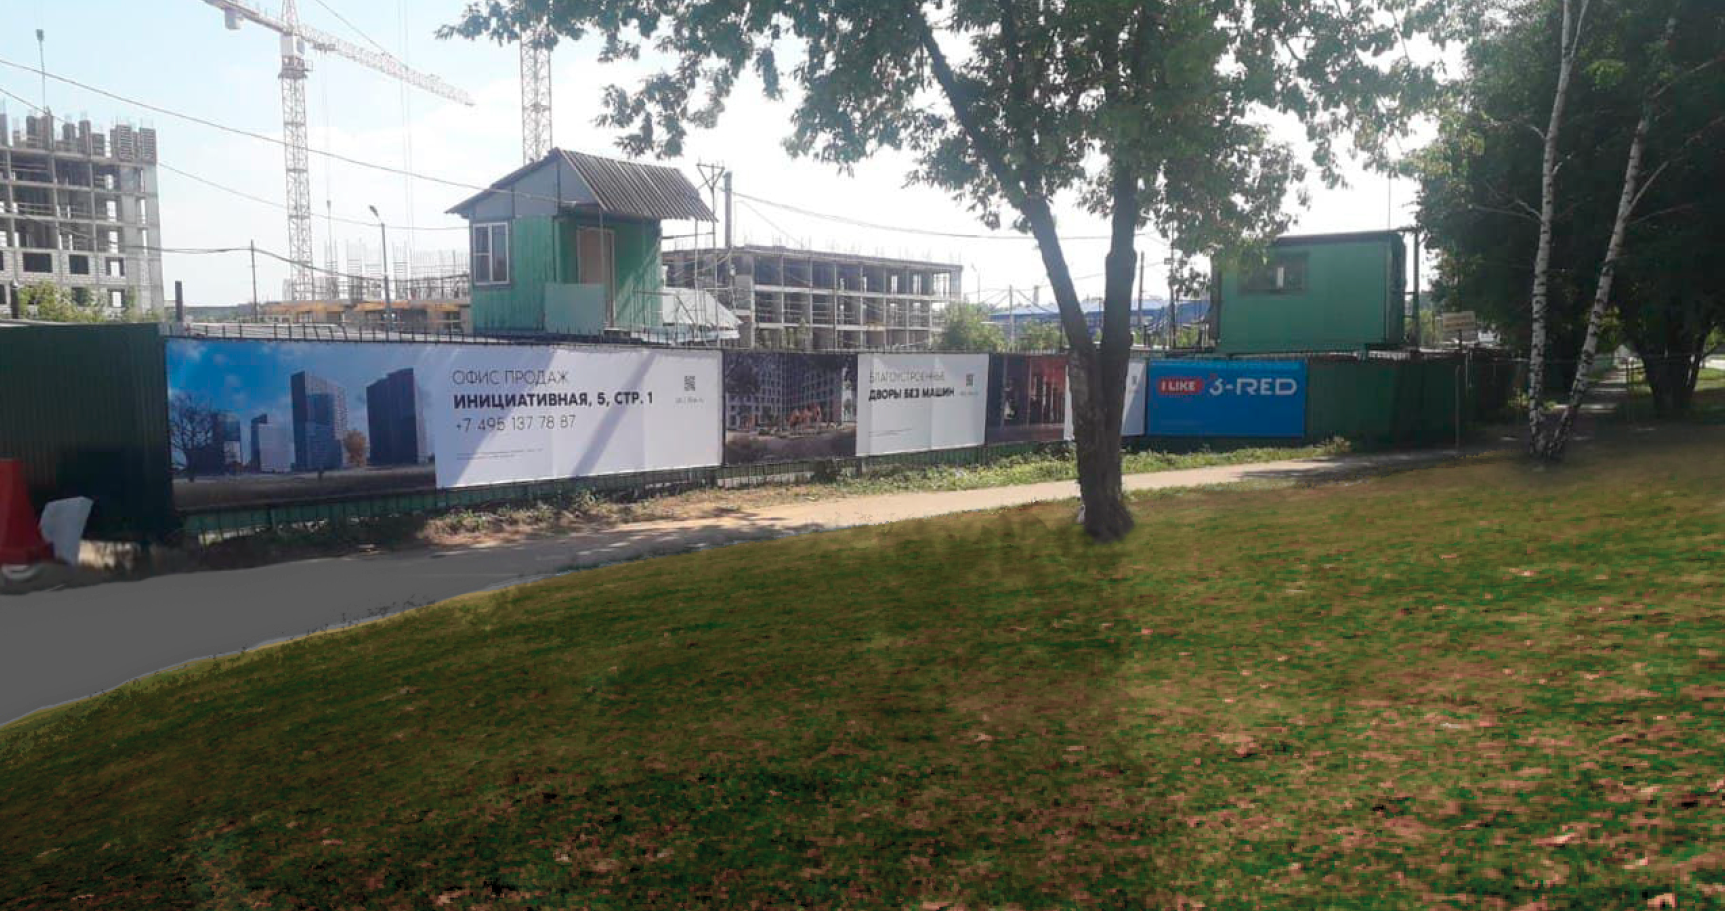 ОФИС ПРОДАЖ
ИНИЦИАТИВНАЯ, 5, СТР. 1
+7 495 137 78 87
БЛАГОУСТРОЕННЫЕ
ДВОРЫ БЕЗ МАШИН
I LIKE
3-RED